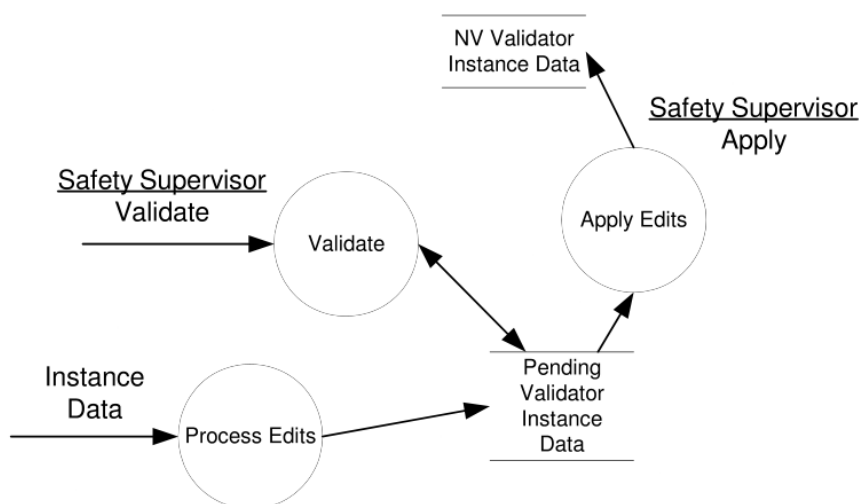 NV Validator
Instance Data
Safety Supervisor
Apply
Safety Supervisor
Validate
Validate
Apply Edits
Instance
Data
Process Edits
Pending
Validator
Instance
Data